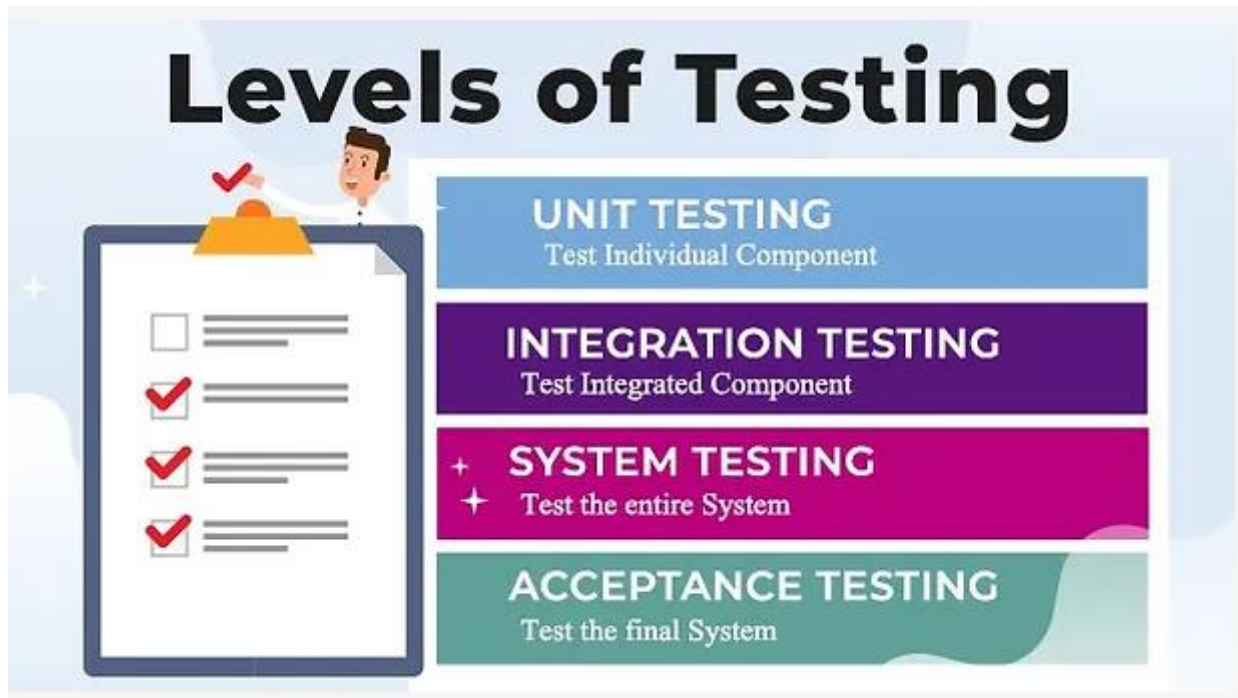 Levels of Testing
UNIT TESTING
Test Individual Component
INTEGRATION TESTING
Test Integrated Component
SYSTEM TESTING
Test the entire System
ACCEPTANCE TESTING
Test the final System